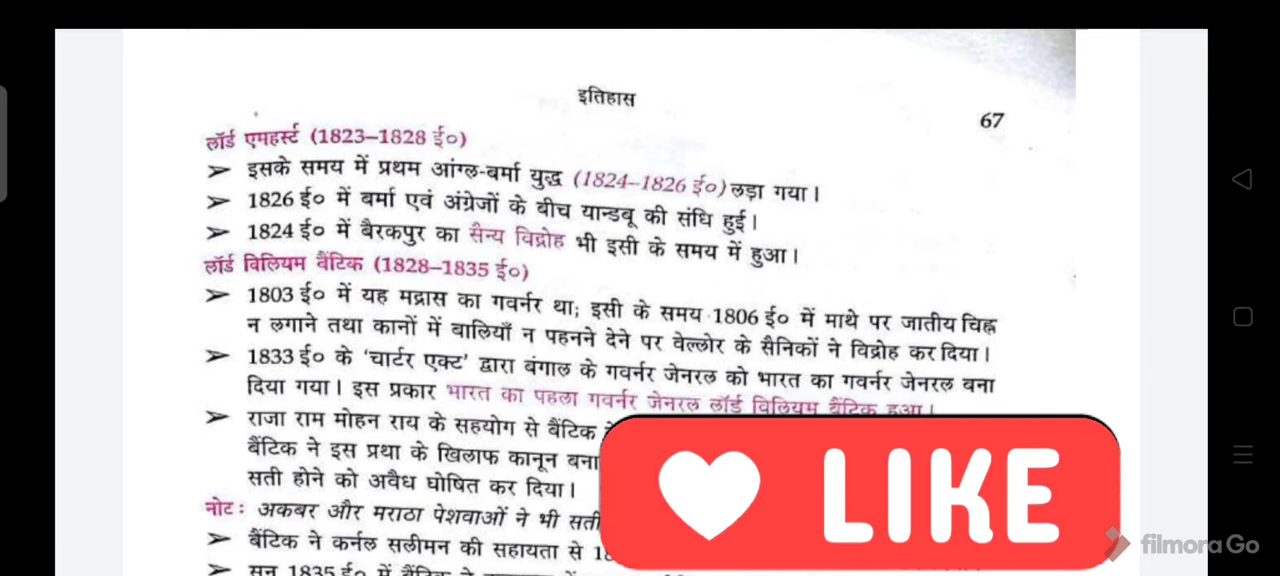 इतिहास
67
लॉर्ड एमहर्स्ट (1823–1828 ई०)
➢ इसके समय में प्रथम आंग्ल-बर्मा युद्ध (1824–1826 ई०) लड़ा गया।
➢ 1826 ई० में बर्मा एवं अंग्रेजों के बीच यान्डबू की संधि हुई।
➢ 1824 ई० में बैरकपुर का सैन्य विद्रोह भी इसी के समय में हुआ।
लॉर्ड विलियम बैंटिक (1828–1835 ई०)
➢ 1803 ई० में यह मद्रास का गवर्नर था; इसी के समय 1806 ई० में माथे पर जातीय चिह्न
न लगाने तथा कानों में बालियाँ न पहनने देने पर वेल्लोर के सैनिकों ने विद्रोह कर दिया।
➢ 1833 ई० के 'चार्टर एक्ट' द्वारा बंगाल के गवर्नर जेनरल को भारत का गवर्नर जेनरल बना
दिया गया। इस प्रकार भारत का पहला गवर्नर जेनरल लॉर्ड विलियम बैंटिक हुआ।
➢ राजा राम मोहन राय के सहयोग से बैंटिक
बैंटिक ने इस प्रथा के खिलाफ कानून बना
सती होने को अवैध घोषित कर दिया।
नोट: अकबर और मराठा पेशवाओं ने भी सती
➢ बैंटिक ने कर्नल सलीमन की सहायता से
➢ सन् 1835 ई० में बैंटिक ने
LIKE
filmoraGo